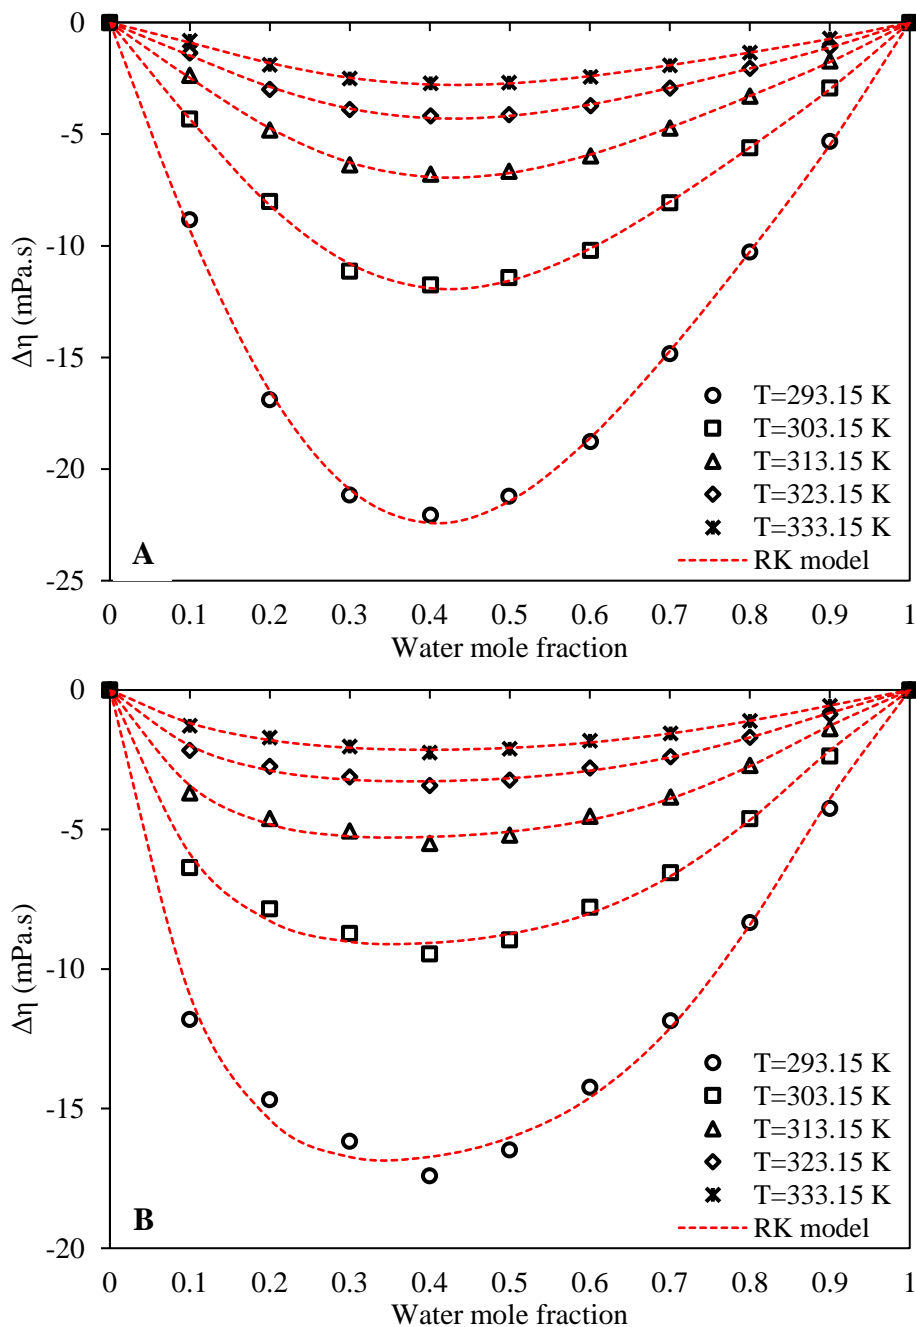 0
-5
-10
-15
-20
-25
Δη (mPa.s)
T=293.15 K
T=303.15 K
T=313.15 K
T=323.15 K
T=333.15 K
RK model
A
0 0.1 0.2 0.3 0.4 0.5 0.6 0.7 0.8 0.9 1
Water mole fraction
0
-5
-10
-15
-20
Δη (mPa.s)
T=293.15 K
T=303.15 K
T=313.15 K
T=323.15 K
T=333.15 K
RK model
B
0 0.1 0.2 0.3 0.4 0.5 0.6 0.7 0.8 0.9 1
Water mole fraction